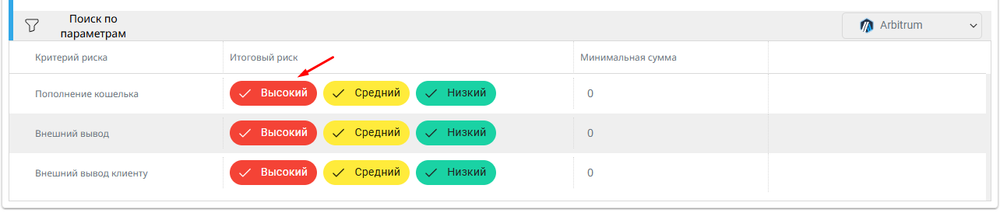 Поиск по
параметрам
Arbitrum
Критерий риска Итоговый риск Минимальная сумма
Пополнение кошелька Высокий Средний Низкий 0
Внешний вывод Высокий Средний Низкий 0
Внешний вывод клиенту Высокий Средний Низкий 0